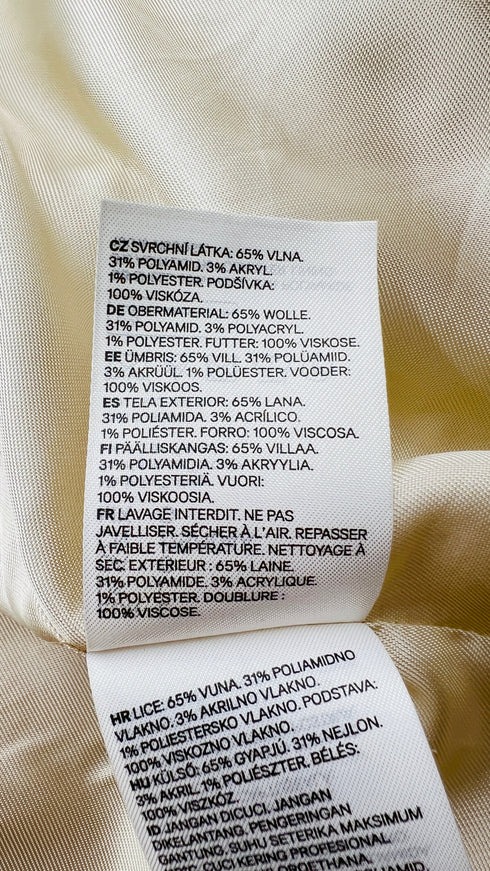 CZ SVRCHNÍ LÁTKA: 65% VLNA.
31% POLYAMID. 3% AKRYL.
1% POLYESTER. PODŠÍVKA:
100% VISKÓZA.
DE OBERMATERIAL: 65% WOLLE.
31% POLYAMID. 3% POLYACRYL.
1% POLYESTER. FUTTER: 100% VISKOSE.
EE ÜMBRIS: 65% VILL. 31% POLÜAMIID.
3% AKRÜÜL. 1% POLÜESTER. VOODER:
100% VISKOOS.
ES TELA EXTERIOR: 65% LANA.
31% POLIAMIDA. 3% ACRÍLICO.
1% POLIÉSTER. FORRO: 100% VISCOSA.
FI PÄÄLLISKANGAS: 65% VILLAA.
31% POLYAMIDIA. 3% AKRYYLIA.
1% POLYESTERIÄ. VUORI:
100% VISKOOSIA.
FR LAVAGE INTERDIT. NE PAS
JAVELLISER. SÉCHER À L'AIR. REPASSER
À FAIBLE TEMPÉRATURE. NETTOYAGE À
SEC. EXTERIEUR : 65% LAINE.
31% POLYAMIDE. 3% ACRYLIQUE.
1% POLYESTER. DOUBLURE :
100% VISCOSE.
HR LICE: 65% VUNA. 31% POLIAMIDNO
VLAKNO. 3% AKRILNO VLAKNO.
1% POLIESTERSKO VLAKNO. PODSTAVA:
100% VISKOZNO VLAKNO.
HU KÜLSŐ: 65% GYAPJÚ. 31% NEJLON.
3% AKRIL. 1% POLIÉSZTER. BÉLÉS:
100% VISZKÓZ.
ID JANGAN DICUCI. JANGAN
DIKELANTANG. PENGERINGAN
GANTUNG. SUHU SETERIKA MAKSIMUM
CUCI KERING PROFESIONAL